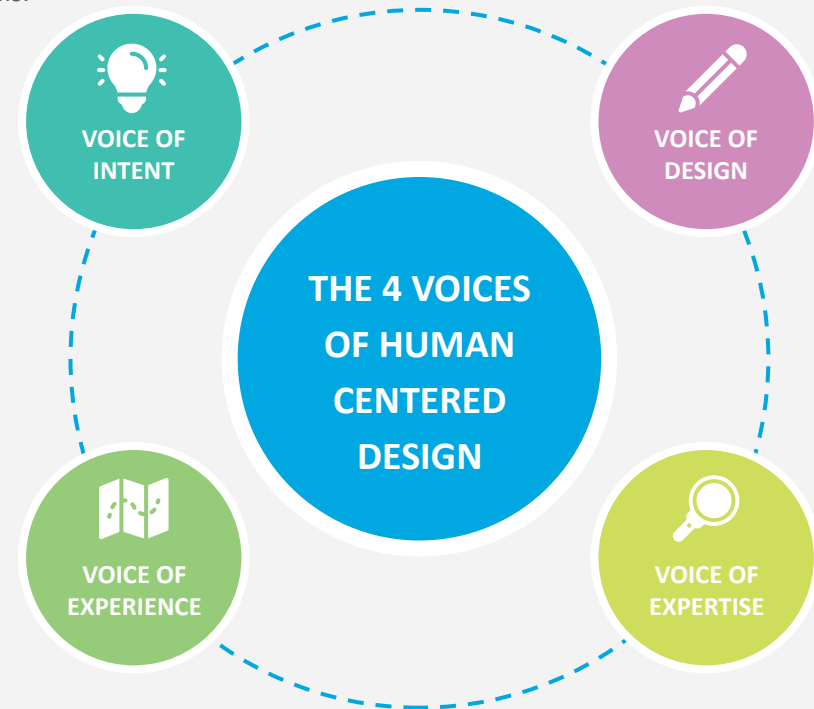 VOICE OF
INTENT
VOICE OF
DESIGN
THE 4 VOICES
OF HUMAN
CENTERED
DESIGN
VOICE OF
EXPERIENCE
VOICE OF
EXPERTISE